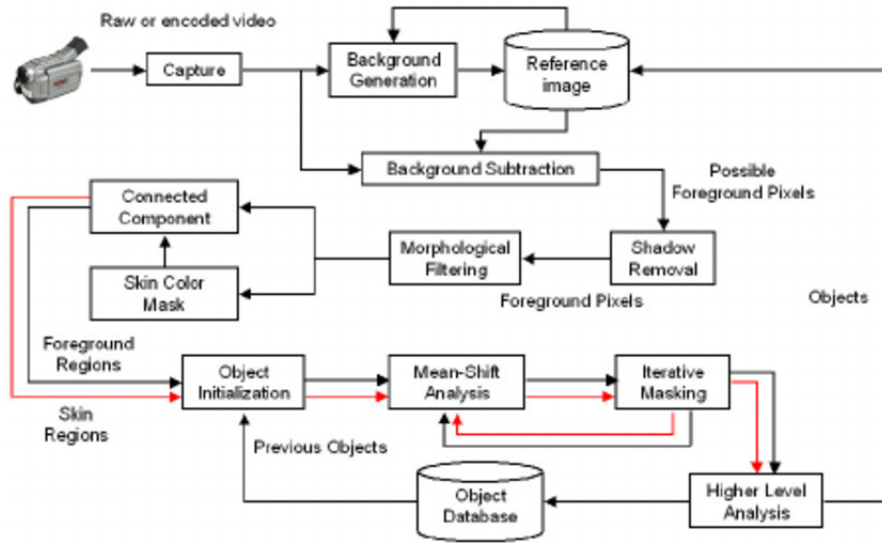 Raw or encoded video
Capture
Background
Generation
Reference
image
Background Subtraction
Possible
Foreground Pixels
Connected
Component
Morphological
Filtering
Shadow
Removal
Skin Color
Mask
Foreground Pixels
Objects
Foreground
Regions
Object
Initialization
Mean-Shift
Analysis
Iterative
Masking
Skin
Regions
Previous Objects
Object
Database
Higher Level
Analysis